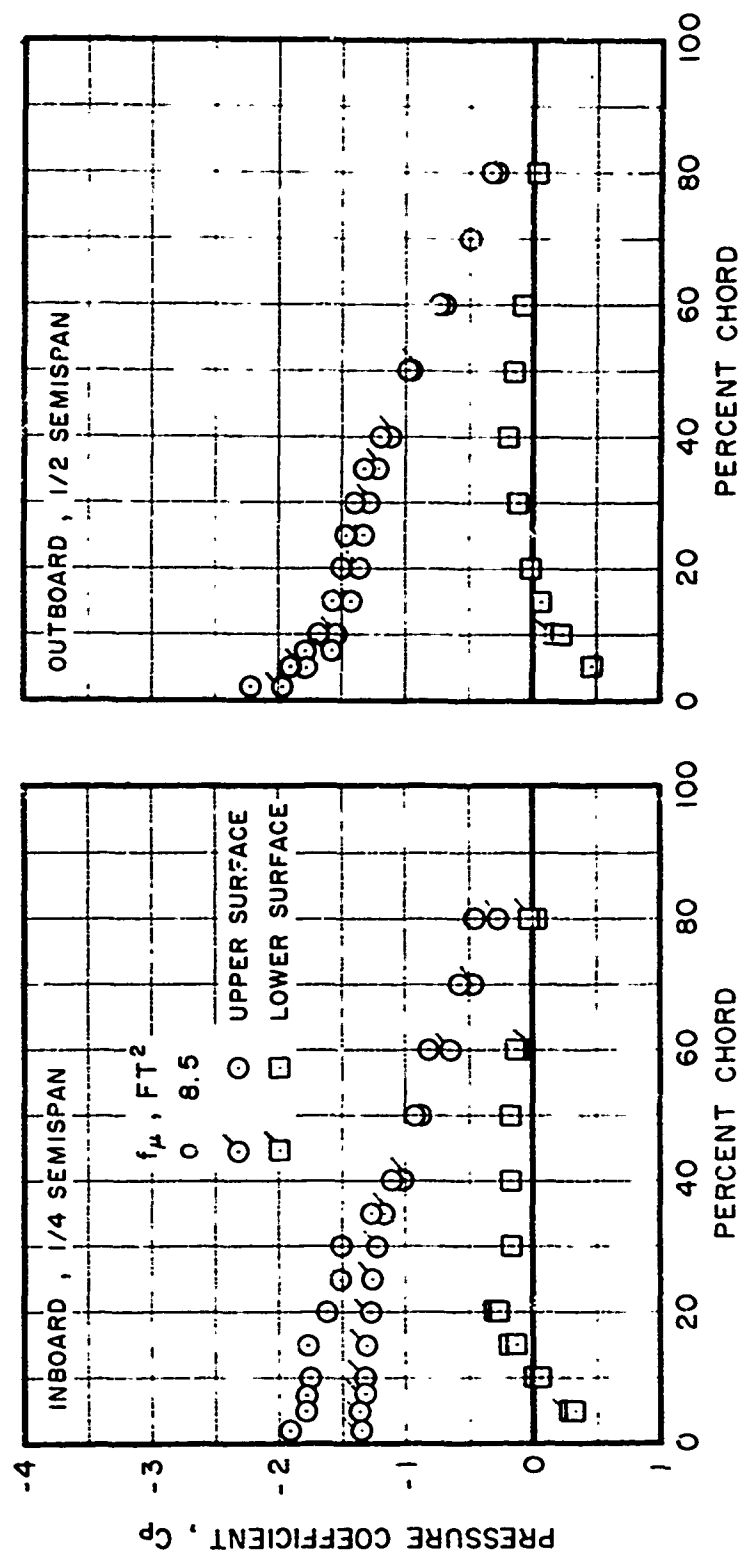 INBOARD , 1/4 SEMISPAN
fμ , FT²
0 8.5
UPPER SURFACE
LOWER SURFACE
-4
-3
-2
-1
0
1
PRESSURE COEFFICIENT , CP
0 20 40 60 80 100
PERCENT CHORD
OUTBOARD , 1/2 SEMISPAN
0 20 40 60 80 100
PERCENT CHORD